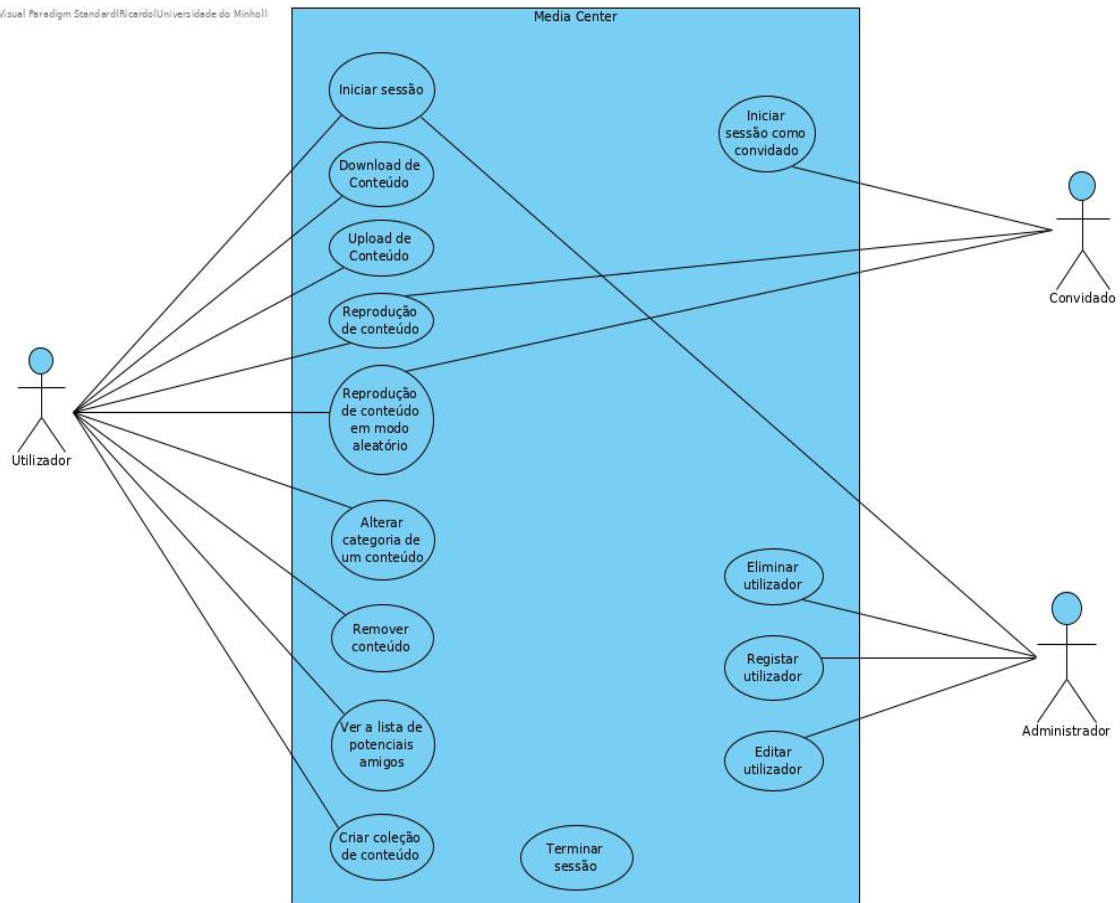 Visual Paradigm Standard(Ricardo(Universidade do Minho))
Media Center
Iniciar sessão
Iniciar
sessão como
convidado
Download de
Conteúdo
Upload de
Conteúdo
Convidado
Reprodução
de conteúdo
Reprodução
de conteúdo
em modo
aleatório
Utilizador
Alterar
categoria de
um conteúdo
Eliminar
utilizador
Remover
conteúdo
Registar
utilizador
Administrador
Ver a lista de
potenciais
amigos
Editar
utilizador
Criar coleção
de conteúdo
Terminar
sessão